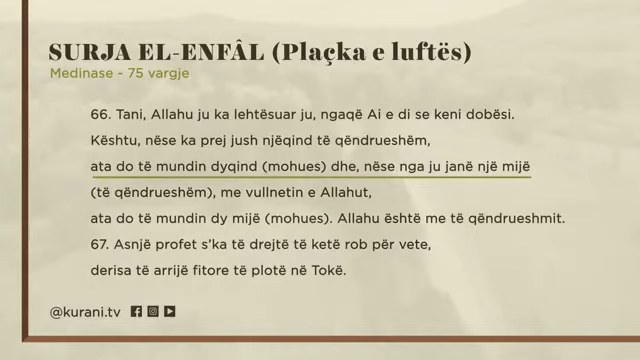 SURJA EL-ENFÂL (Plaçka e luftës)
Medinase - 75 vargje
66. Tani, Allahu ju ka lehtësuar ju, ngaqë Ai e di se keni dobësi.
Kështu, nëse ka prej jush njëqind të qëndrueshëm,
ata do të mundin dyqind (mohues) dhe, nëse nga ju janë një mijë
(të qëndrueshëm), me vullnetin e Allahut,
ata do të mundin dy mijë (mohues). Allahu është me të qëndrueshmit.
67. Asnjë profet s'ka të drejtë të ketë rob për vete,
derisa të arrijë fitore të plotë në Tokë.
@kurani.tv